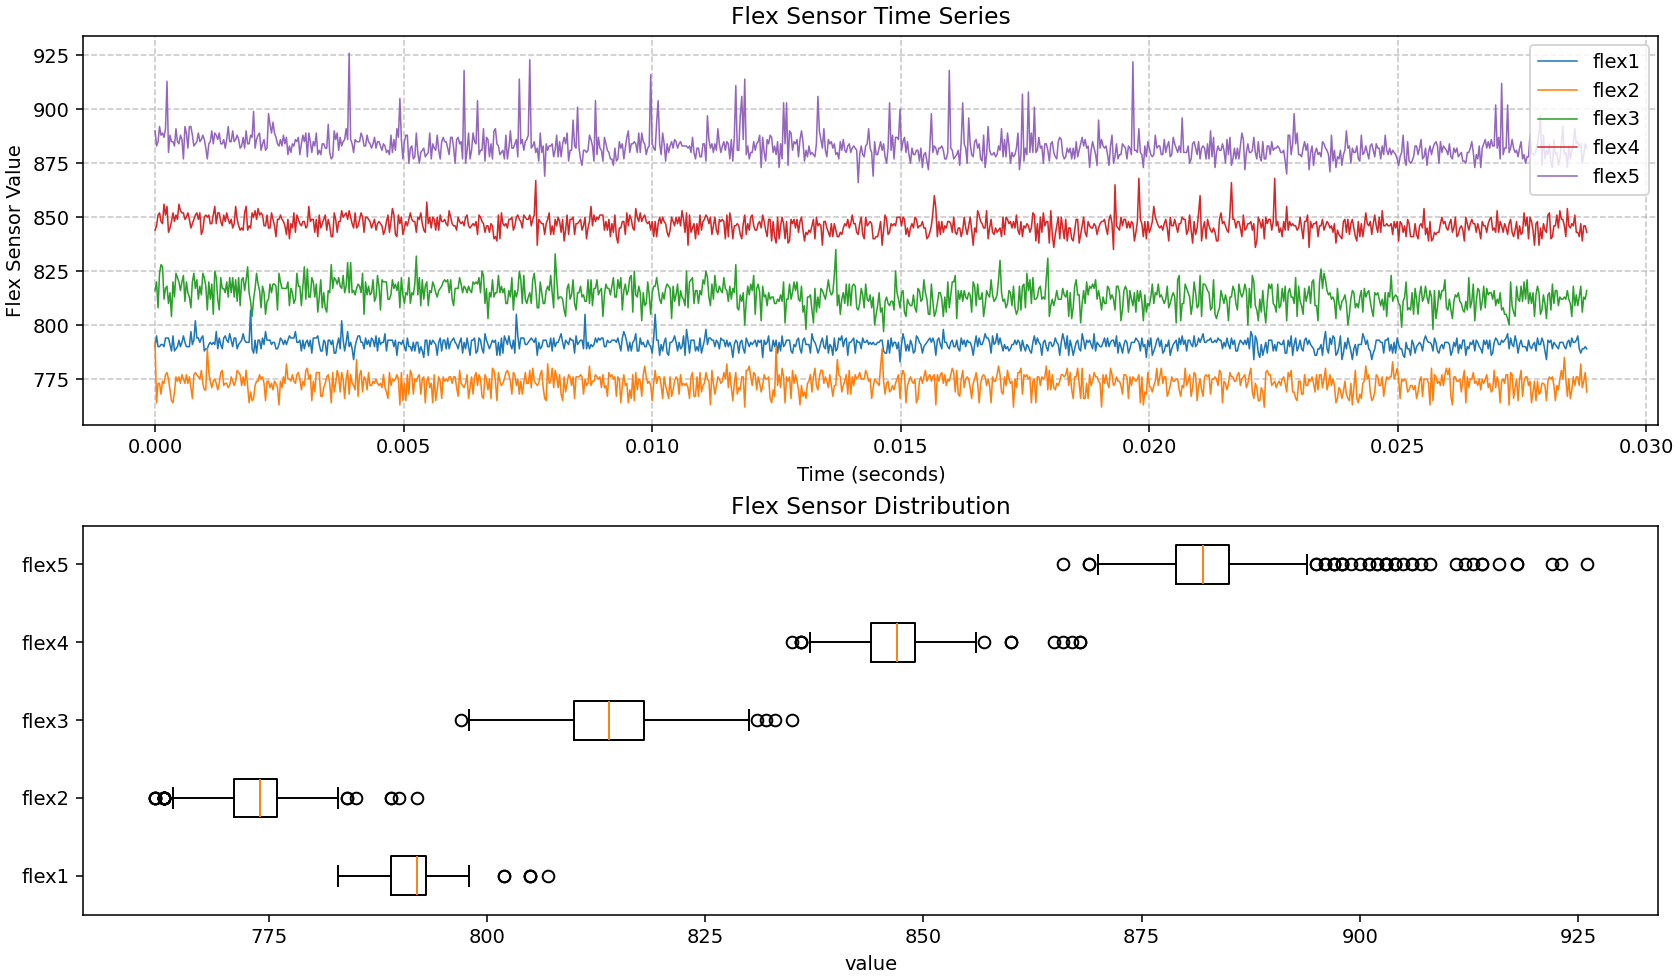 Flex Sensor Time Series
Flex Sensor Value
925
900
875
850
825
800
775
flex1
flex2
flex3
flex4
flex5
0.000 0.005 0.010 0.015 0.020 0.025 0.030
Time (seconds)
Flex Sensor Distribution
flex5
flex4
flex3
flex2
flex1
775 800 825 850 875 900 925
value